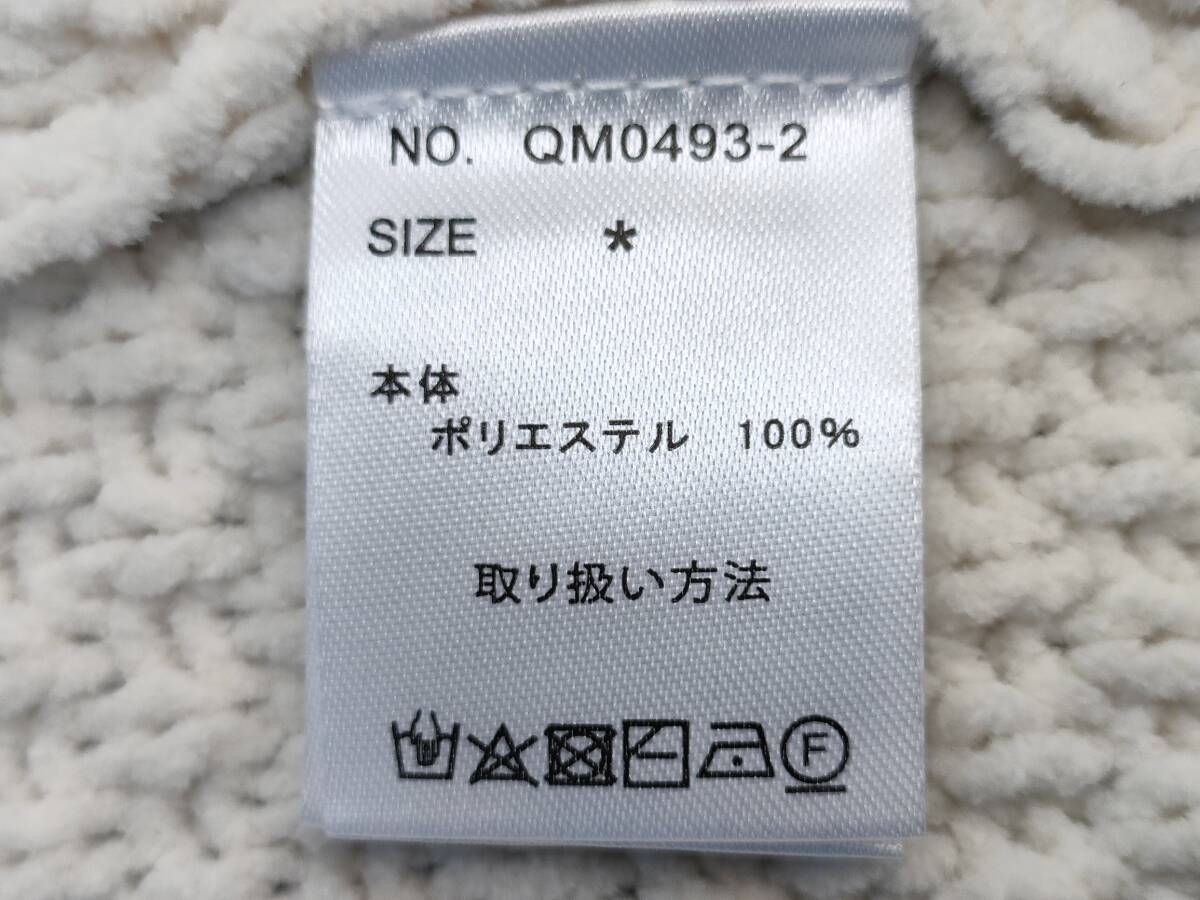 NO. QM0493-2
SIZE *
本体
ポリエステル 100%
取り扱い方法
F